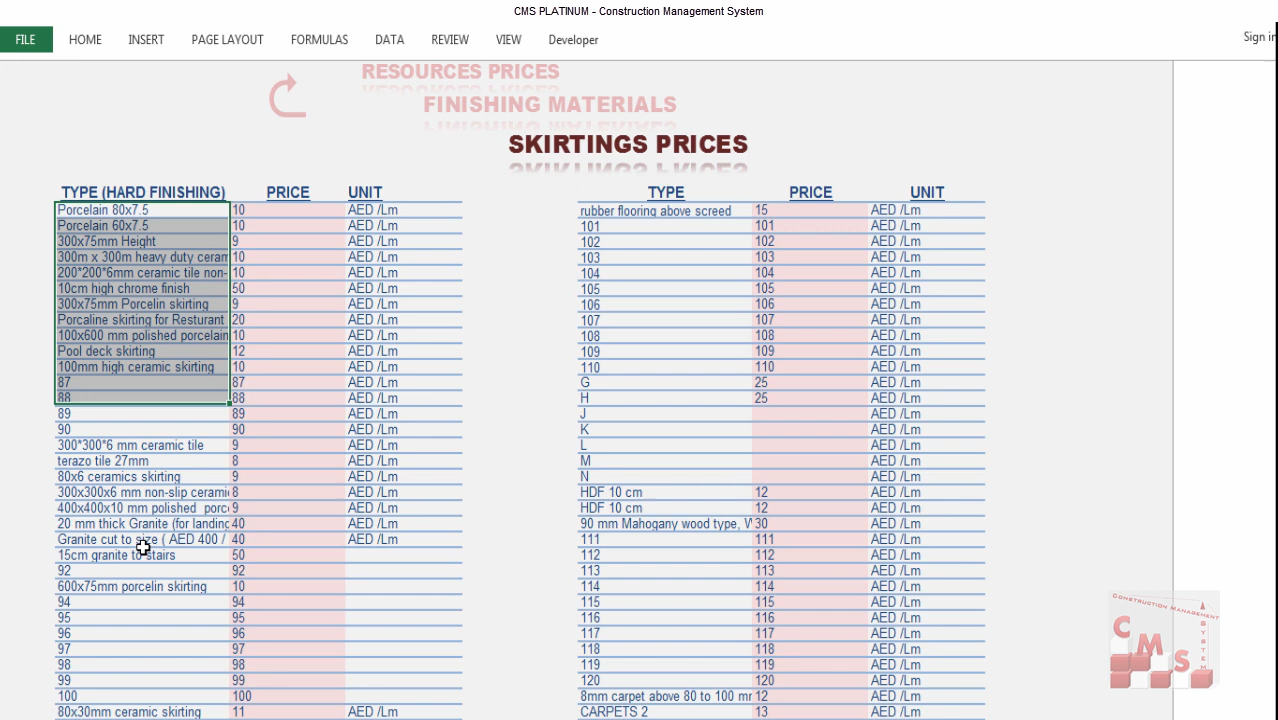 CMS PLATINUM - Construction Management System
FILE HOME INSERT PAGE LAYOUT FORMULAS DATA REVIEW VIEW Developer Sign in
RESOURCES PRICES
FINISHING MATERIALS
SKIRTINGS PRICES
TYPE (HARD FINISHING) PRICE UNIT TYPE PRICE UNIT
Porcelain 80x7.5 10 AED /Lm rubber flooring above screed 15 AED /Lm
Porcelain 60x7.5 10 AED /Lm 101 101 AED /Lm
300x75mm Height 9 AED /Lm 102 102 AED /Lm
300m x 300m heavy duty ceram 10 AED /Lm 103 103 AED /Lm
200*200*6mm ceramic tile non- 10 AED /Lm 104 104 AED /Lm
10cm high chrome finish 50 AED /Lm 105 105 AED /Lm
300x75mm Porcelin skirting 9 AED /Lm 106 106 AED /Lm
Porcaline skirting for Resturant 20 AED /Lm 107 107 AED /Lm
100x600 mm polished porcelain 10 AED /Lm 108 108 AED /Lm
Pool deck skirting 12 AED /Lm 109 109 AED /Lm
100mm high ceramic skirting 10 AED /Lm 110 110 AED /Lm
87 87 AED /Lm G 25 AED /Lm
88 88 AED /Lm H 25 AED /Lm
89 89 AED /Lm J AED /Lm
90 90 AED /Lm K AED /Lm
300*300*6 mm ceramic tile 9 AED /Lm L AED /Lm
terazo tile 27mm 8 AED /Lm M AED /Lm
80x6 ceramics skirting 9 AED /Lm N AED /Lm
300x300x6 mm non-slip cerami 8 AED /Lm HDF 10 cm 12 AED /Lm
400x400x10 mm polished porc 9 AED /Lm HDF 10 cm 12 AED /Lm
20 mm thick Granite (for landing 40 AED /Lm 90 mm Mahogany wood type, W 30 AED /Lm
Granite cut to size ( AED 400 / 40 AED /Lm 111 111 AED /Lm
15cm granite to stairs 50 112 112 AED /Lm
92 92 113 113 AED /Lm
600x75mm porcelin skirting 10 114 114 AED /Lm
94 94 115 115 AED /Lm
95 95 116 116 AED /Lm
96 96 117 117 AED /Lm
97 97 118 118 AED /Lm
98 98 119 119 AED /Lm
99 99 120 120 AED /Lm
100 100 8mm carpet above 80 to 100 mm 12 AED /Lm
80x30mm ceramic skirting 11 AED /Lm CARPETS 2 13 AED /Lm
CONSTRUCTION MANAGEMENT
SYSTEM
CMS